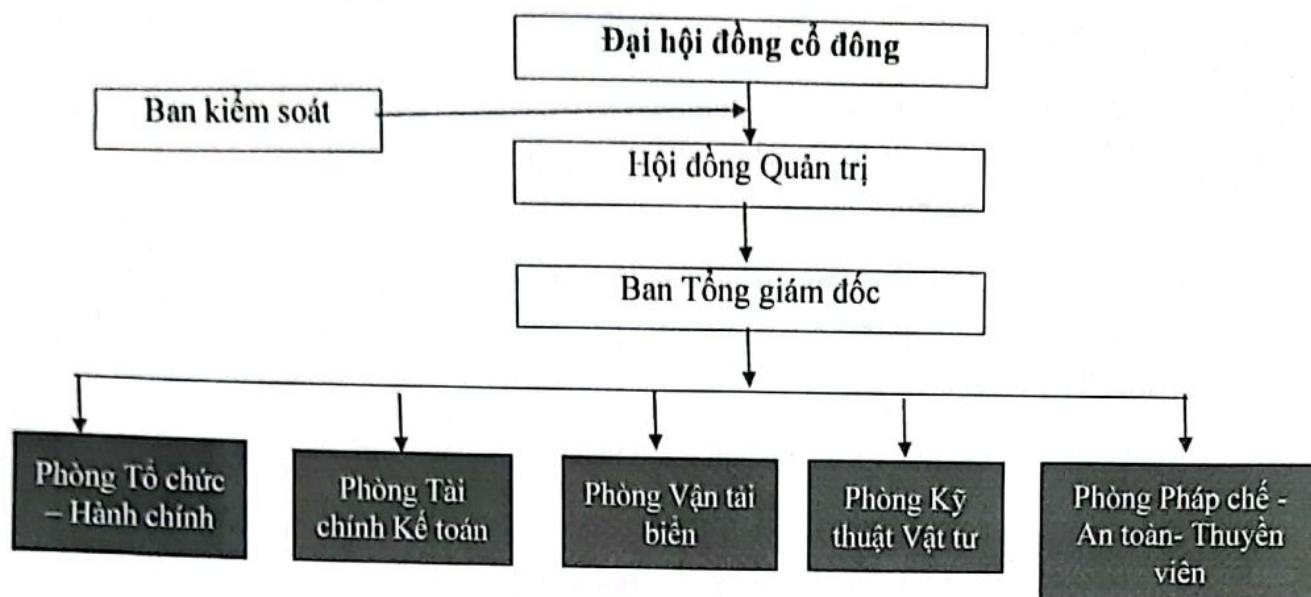 Đại hội đồng cổ đông
Ban kiểm soát
Hội đồng Quản trị
Ban Tổng giám đốc
Phòng Tổ chức
– Hành chính
Phòng Tài
chính Kế toán
Phòng Vận tải
biển
Phòng Kỹ
thuật Vật tư
Phòng Pháp chế -
An toàn- Thuyền
viên